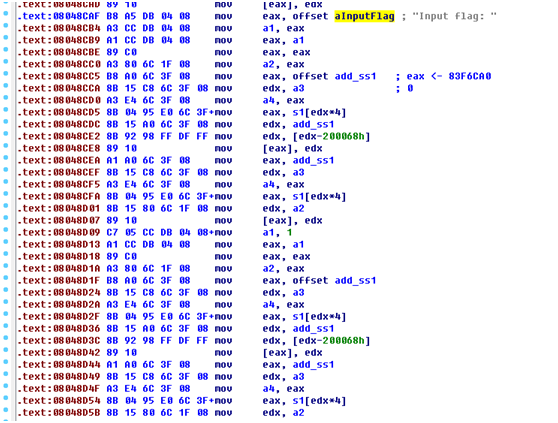 .text:08048CAD 89 10 mov [eax], edx
.text:08048CAF B8 A5 DB 04 08 mov eax, offset aInputFlag ; "Input flag: "
.text:08048CB4 A3 CC DB 04 08 mov a1, eax
.text:08048CB9 A1 CC DB 04 08 mov eax, a1
.text:08048CBE 89 C0 mov eax, eax
.text:08048CC0 A3 80 6C 1F 08 mov a2, eax
.text:08048CC5 B8 A0 6C 3F 08 mov eax, offset add_ss1 ; eax <- 83F6CA0
.text:08048CCA 8B 15 C8 6C 3F 08 mov edx, a3 ; 0
.text:08048CD0 A3 E4 6C 3F 08 mov a4, eax
.text:08048CD5 8B 04 95 E0 6C 3F+mov eax, s1[edx*4]
.text:08048CDC 8B 15 A0 6C 3F 08 mov edx, add_ss1
.text:08048CE2 8B 92 98 FF DF FF mov edx, [edx-200068h]
.text:08048CE8 89 10 mov [eax], edx
.text:08048CEA A1 A0 6C 3F 08 mov eax, add_ss1
.text:08048CEF 8B 15 C8 6C 3F 08 mov edx, a3
.text:08048CF5 A3 E4 6C 3F 08 mov a4, eax
.text:08048CFA 8B 04 95 E0 6C 3F+mov eax, s1[edx*4]
.text:08048D01 8B 15 80 6C 1F 08 mov edx, a2
.text:08048D07 89 10 mov [eax], edx
.text:08048D09 C7 05 CC DB 04 08+mov a1, 1
.text:08048D13 A1 CC DB 04 08 mov eax, a1
.text:08048D18 89 C0 mov eax, eax
.text:08048D1A A3 80 6C 1F 08 mov a2, eax
.text:08048D1F B8 A0 6C 3F 08 mov eax, offset add_ss1
.text:08048D24 8B 15 C8 6C 3F 08 mov edx, a3
.text:08048D2A A3 E4 6C 3F 08 mov a4, eax
.text:08048D2F 8B 04 95 E0 6C 3F+mov eax, s1[edx*4]
.text:08048D36 8B 15 A0 6C 3F 08 mov edx, add_ss1
.text:08048D3C 8B 92 98 FF DF FF mov edx, [edx-200068h]
.text:08048D42 89 10 mov [eax], edx
.text:08048D44 A1 A0 6C 3F 08 mov eax, add_ss1
.text:08048D49 8B 15 C8 6C 3F 08 mov edx, a3
.text:08048D4F A3 E4 6C 3F 08 mov a4, eax
.text:08048D54 8B 04 95 E0 6C 3F+mov eax, s1[edx*4]
.text:08048D5B 8B 15 80 6C 1F 08 mov edx, a2